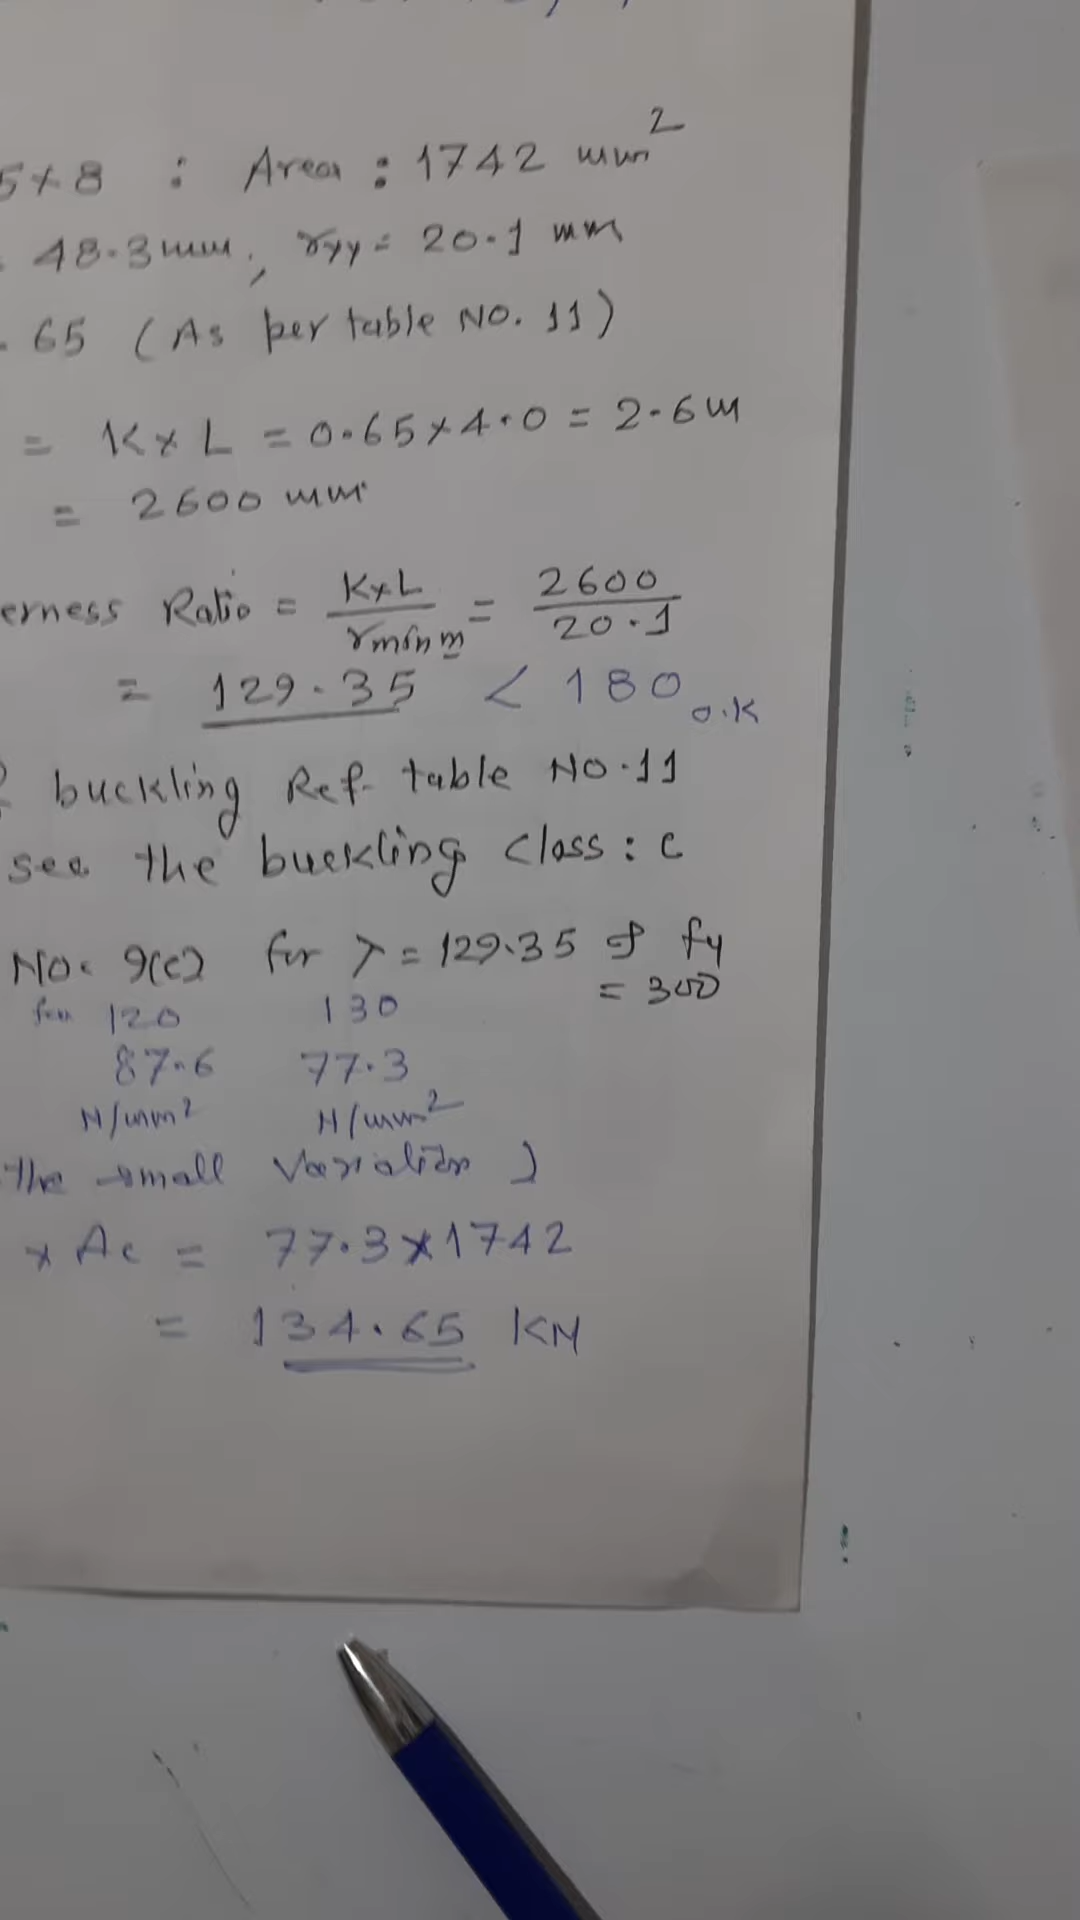 5x8 : Area : 1742 mm²
48.3 mm, ryy = 20.1 mm
.65 (As per table NO. 11)
= K x L = 0.65 x 4.0 = 2.6 m
= 2600 mm
erness Ratio = KxL/rminm = 2600/20.1
= 129.35 < 180 O.K
buckling Ref. table NO.11
see the buckling class : c
NO. 9(c) for λ = 129.35 & fy
= 300
for 120 130
87.6 77.3
N/mm² N/mm²
the small variation )
x Ac = 77.3 x 1742
= 134.65 KN